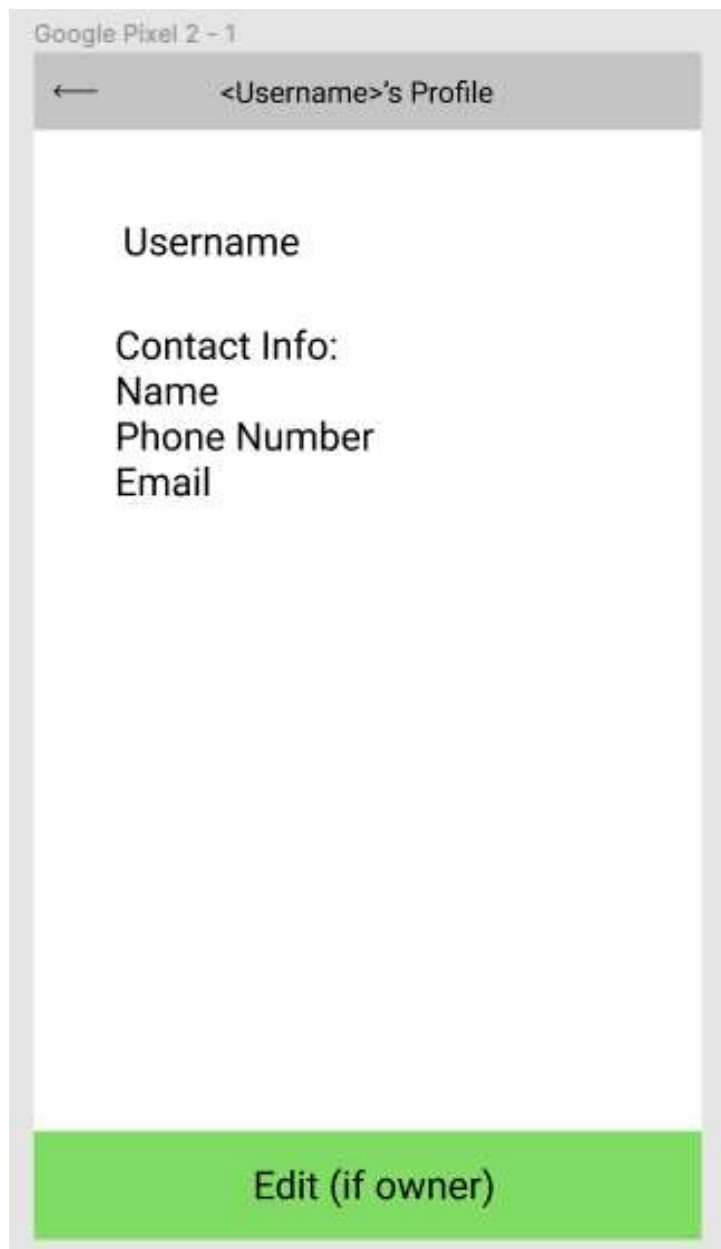 Google Pixel 2 - 1
<Username>'s Profile
Username
Contact Info:
Name
Phone Number
Email
Edit (if owner)